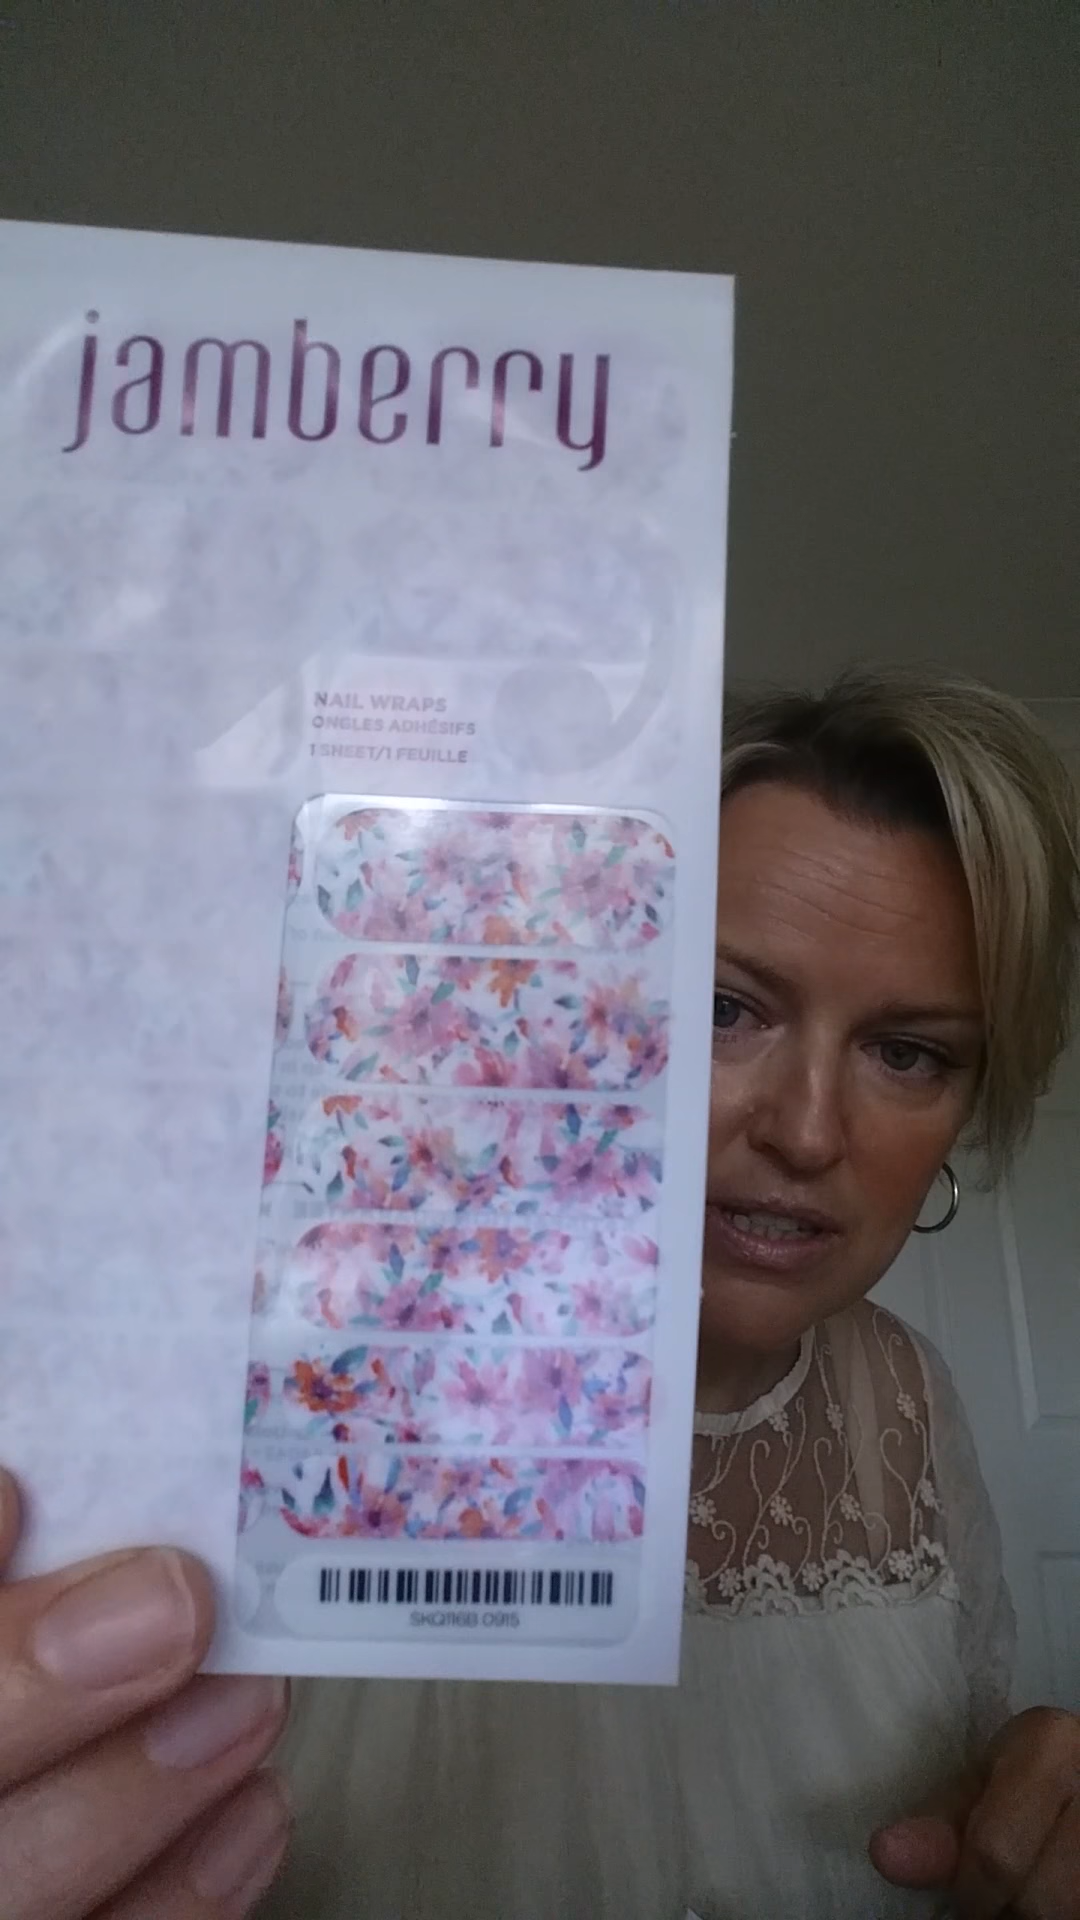 jamberry
NAIL WRAPS
ONGLES ADHÉSIFS
1 SHEET/1 FEUILLE
SKQ116B 0915